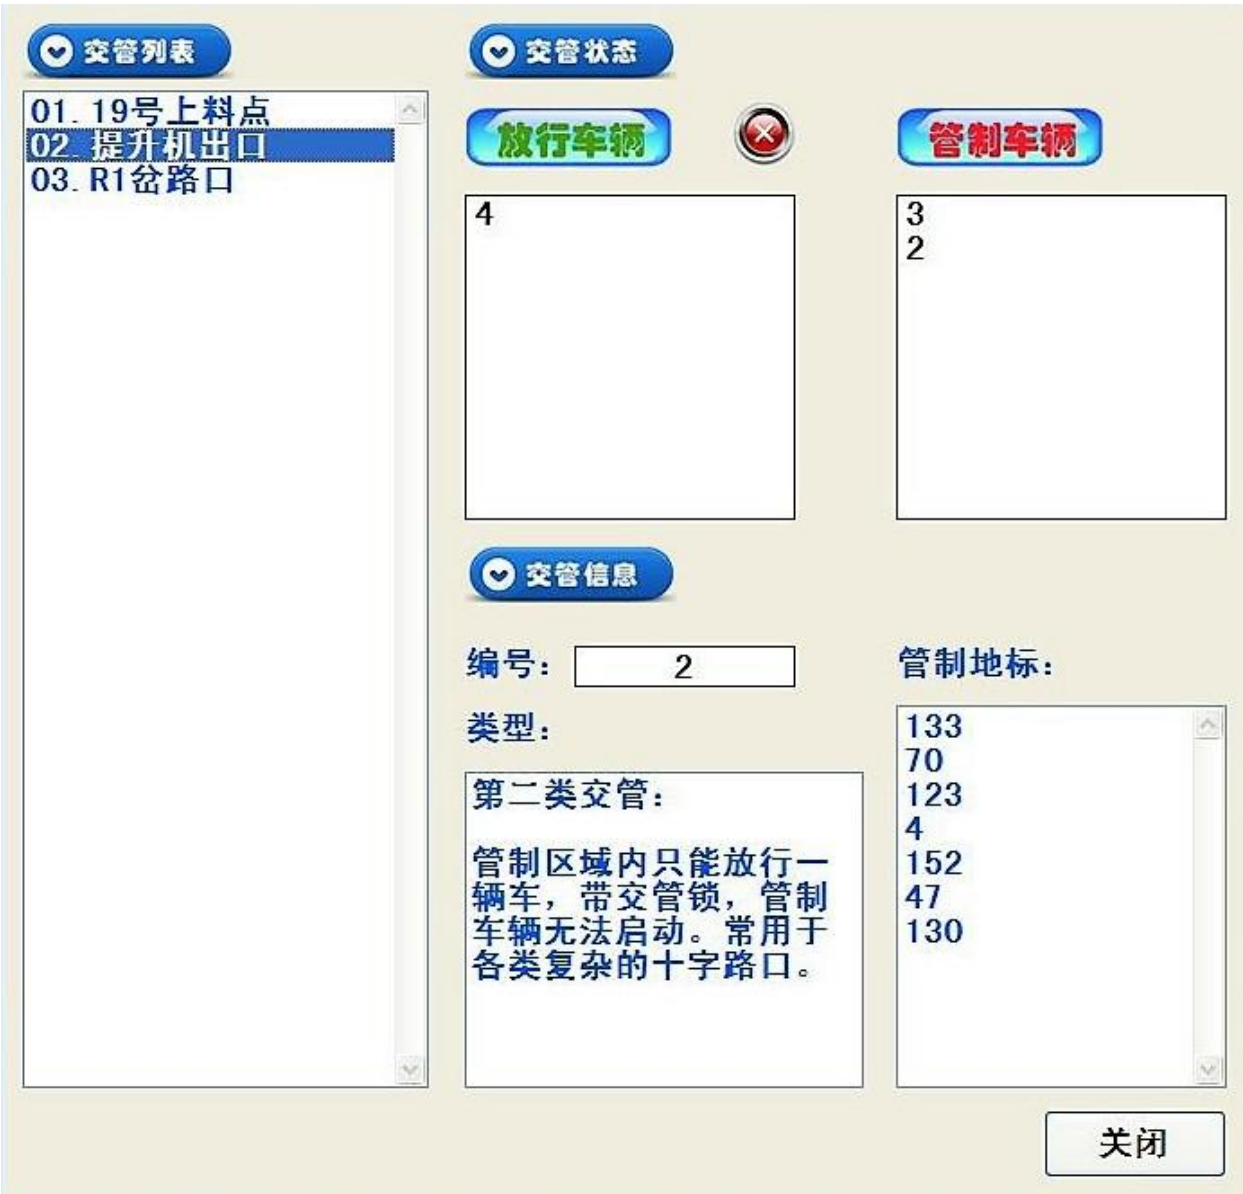 交管列表
01. 19号上料点
02. 提升机出口
03. R1岔路口
交管状态
放行车辆
管制车辆
4
3
2
交管信息
编号：
2
类型：
第二类交管：
管制区域内只能放行一
辆车，带交管锁，管制
车辆无法启动。常用于
各类复杂的十字路口。
管制地标：
133
70
123
4
152
47
130
关闭